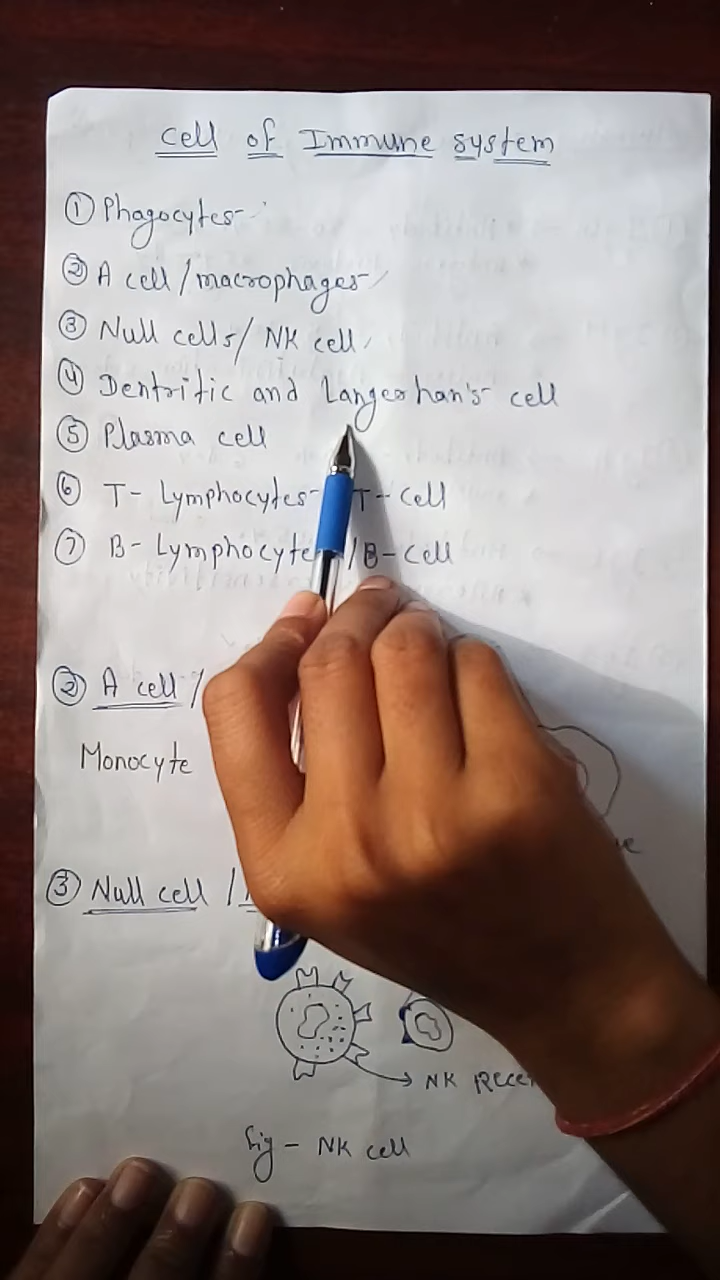 Cell of Immune system
① Phagocytes-
② A cell/macrophages-
③ Null cells/ NK cell
④ Dentritic and Langerhan's- cell
⑤ Plasma cell
⑥ T- Lymphocytes- T-cell
⑦ B- Lymphocyte /B-cell
② A cell /
Monocyte
③ Null cell /
NK
fig - NK cell